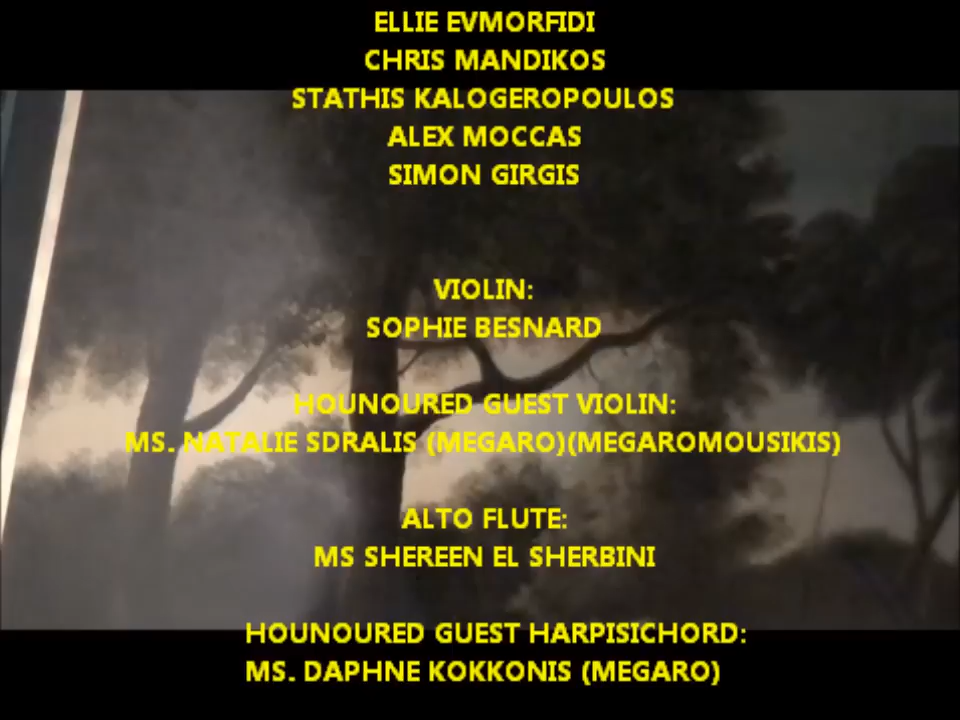 ELLIE EVMORFIDI
CHRIS MANDIKOS
STATHIS KALOGEROPOULOS
ALEX MOCCAS
SIMON GIRGIS
VIOLIN:
SOPHIE BESNARD
HOUNOURED GUEST VIOLIN:
MS. NATALIE SDRALIS (MEGARO)(MEGAROMOUSIKIS)
ALTO FLUTE:
MS SHEREEN EL SHERBINI
HOUNOURED GUEST HARPISICHORD:
MS. DAPHNE KOKKONIS (MEGARO)